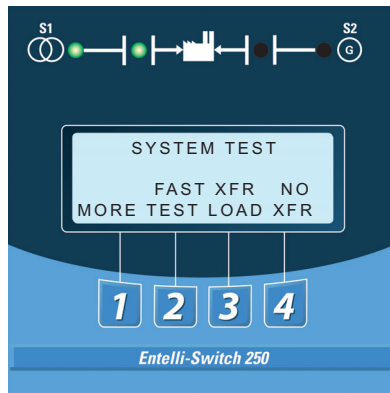 S1 S2
G
SYSTEM TEST
FAST XFR NO
MORE TEST LOAD XFR
1 2 3 4
Entelli-Switch 250